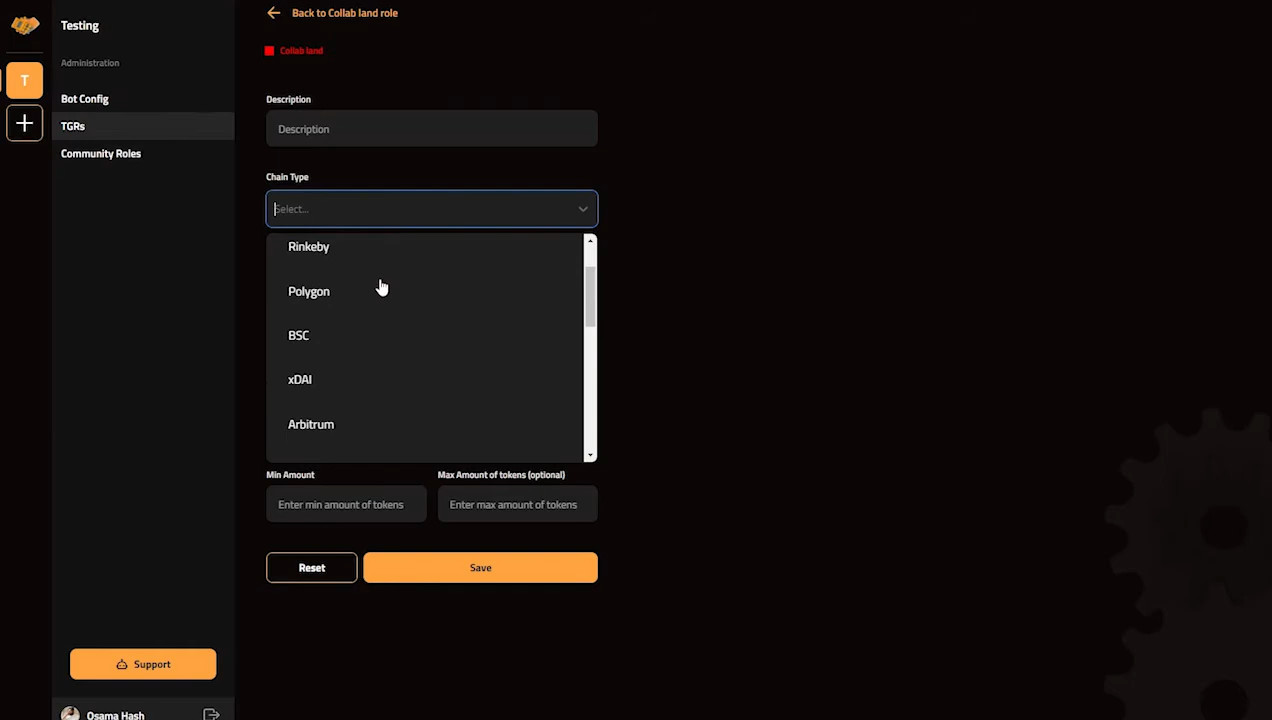 Testing
Administration
T
Bot Config
TGRs
Community Roles
Support
Osama Hash
Back to Collab land role
Collab land
Description
Description
Chain Type
Select...
Rinkeby
Polygon
BSC
xDAI
Arbitrum
Min Amount
Max Amount of tokens (optional)
Enter min amount of tokens
Enter max amount of tokens
Reset
Save